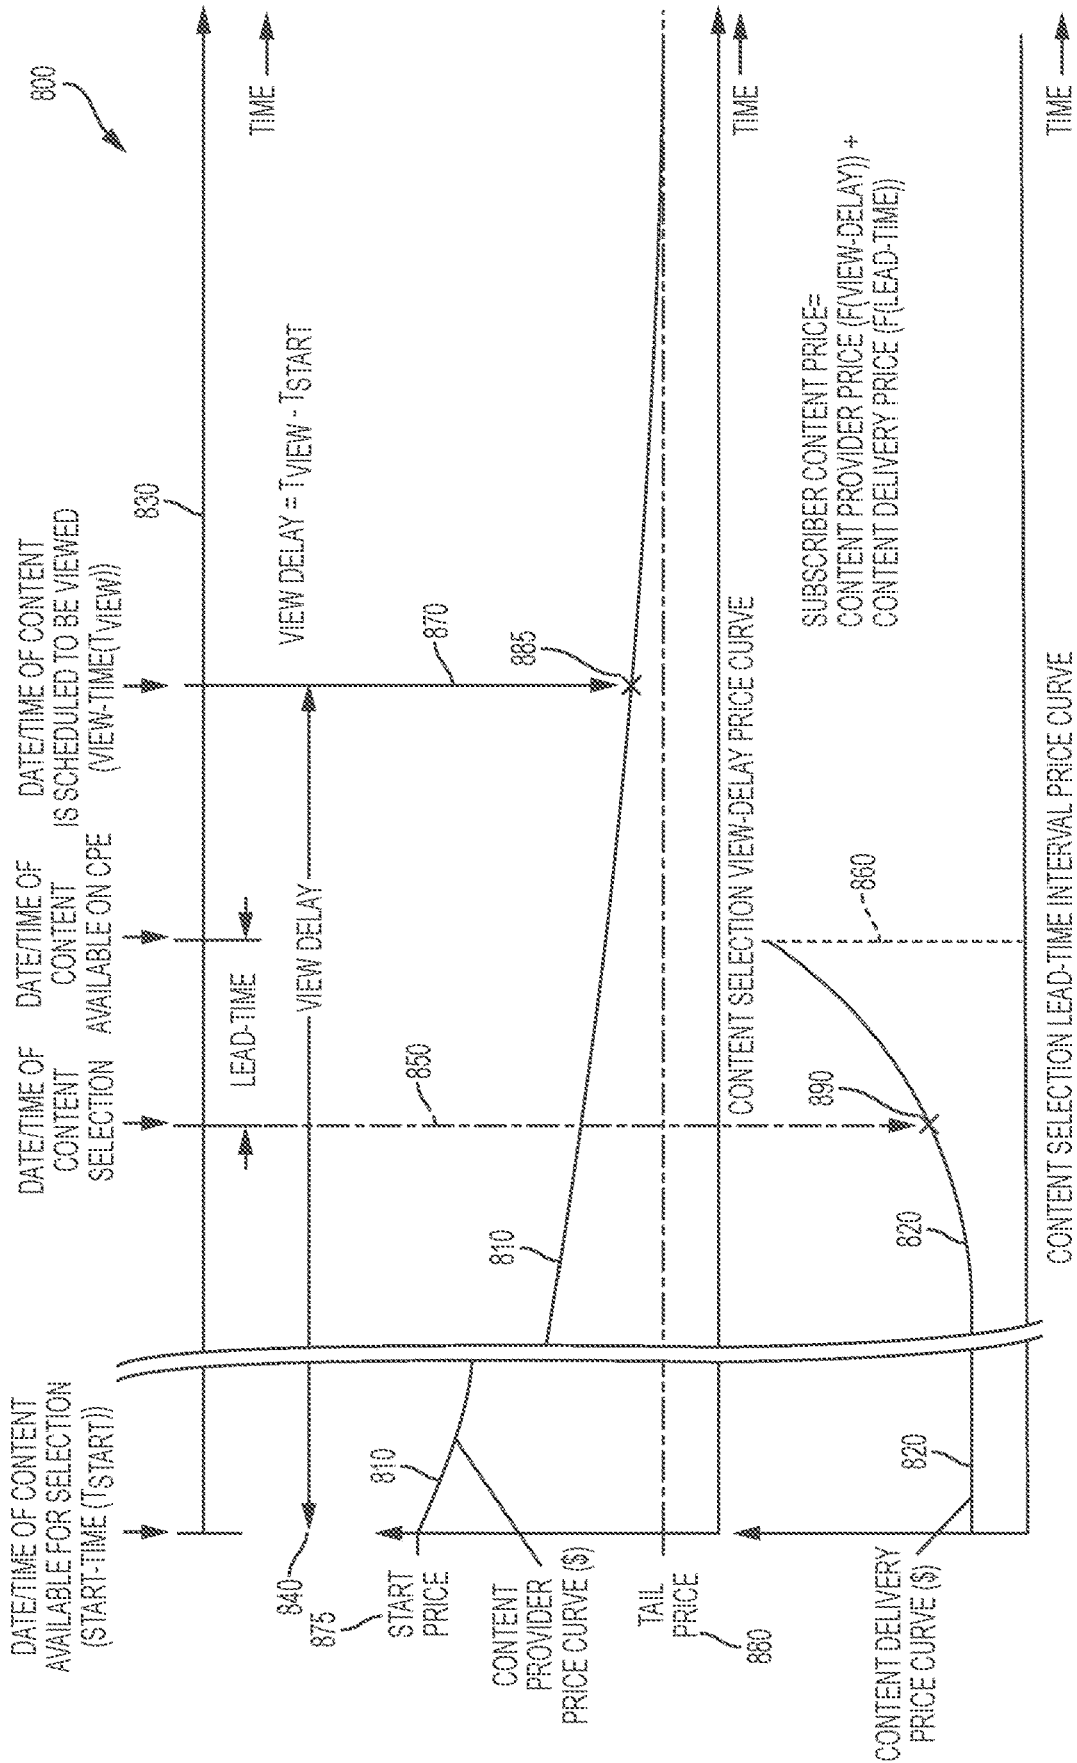 800
DATE/TIME OF CONTENT
AVAILABLE FOR SELECTION
(START-TIME (TSTART))
DATE/TIME OF
CONTENT
SELECTION
DATE/TIME OF
CONTENT
AVAILABLE ON CPE
DATE/TIME OF CONTENT
IS SCHEDULED TO BE VIEWED
(VIEW-TIME(TVIEW))
830
TIME
LEAD-TIME
840
VIEW DELAY
VIEW DELAY = TVIEW - TSTART
875
START
PRICE
810
850
870
CONTENT
PROVIDER
PRICE CURVE ($)
810
885
TAIL
PRICE
880
TIME
CONTENT SELECTION VIEW-DELAY PRICE CURVE
890
860
SUBSCRIBER CONTENT PRICE=
CONTENT PROVIDER PRICE (F(VIEW-DELAY)) +
CONTENT DELIVERY PRICE (F(LEAD-TIME))
820
820
CONTENT DELIVERY
PRICE CURVE ($)
TIME
CONTENT SELECTION LEAD-TIME INTERVAL PRICE CURVE